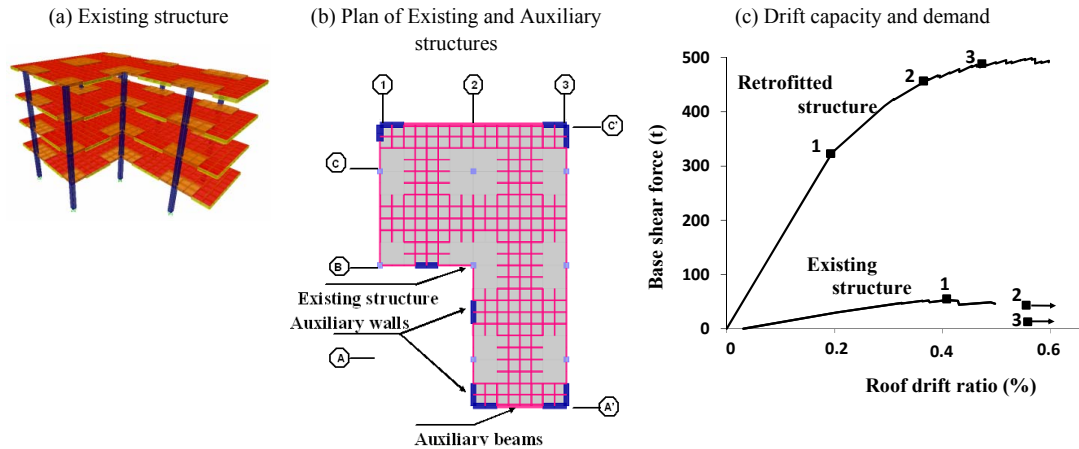 (a) Existing structure
(b) Plan of Existing and Auxiliary
structures
(c) Drift capacity and demand
1
2
3
C'
C
B
Existing structure
Auxiliary walls
A
A'
Auxiliary beams
500
400
300
200
100
0
Base shear force (t)
Retrofitted
structure
1
2
3
Existing
structure
1
2
3
0
0.2
0.4
0.6
Roof drift ratio (%)